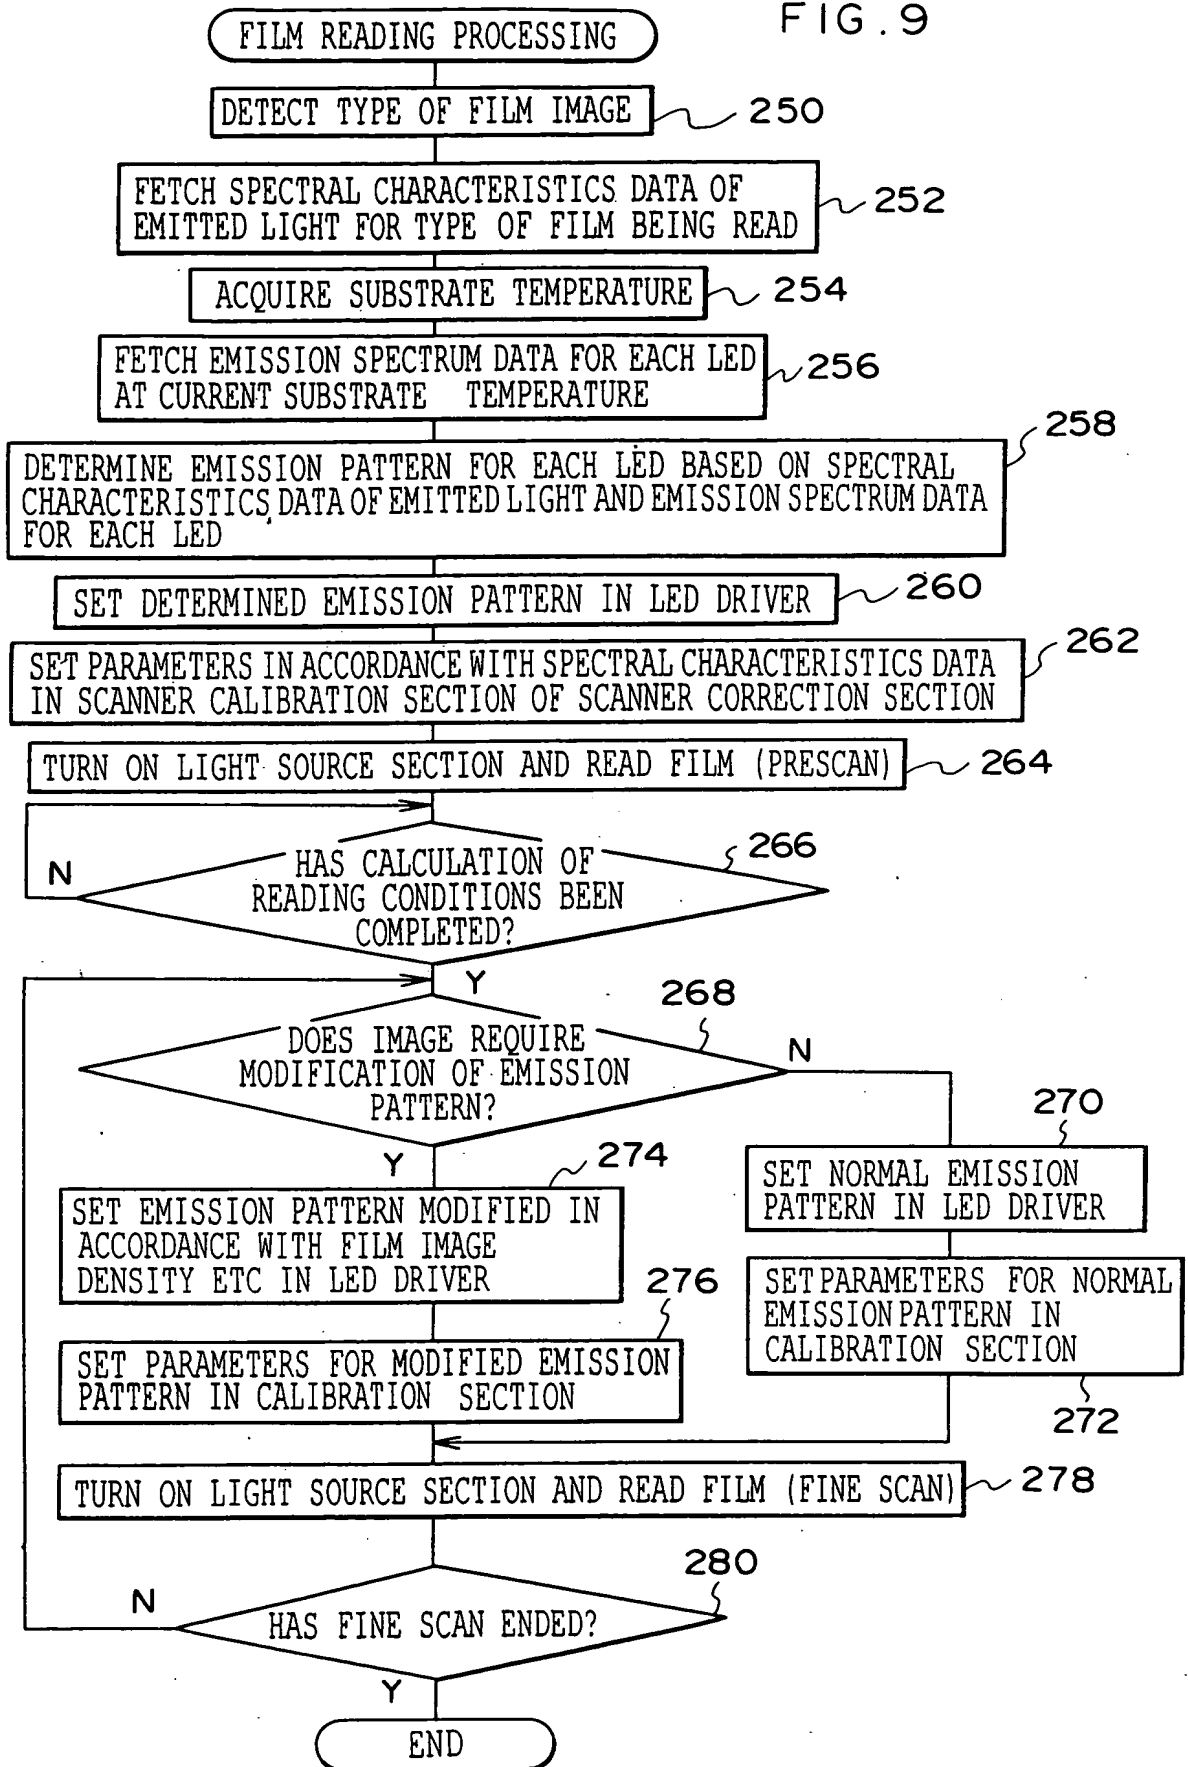 FIG. 9
FILM READING PROCESSING
DETECT TYPE OF FILM IMAGE
250
FETCH SPECTRAL CHARACTERISTICS DATA OF
EMITTED LIGHT FOR TYPE OF FILM BEING READ
252
ACQUIRE SUBSTRATE TEMPERATURE
254
FETCH EMISSION SPECTRUM DATA FOR EACH LED
AT CURRENT SUBSTRATE TEMPERATURE
256
258
DETERMINE EMISSION PATTERN FOR EACH LED BASED ON SPECTRAL
CHARACTERISTICS DATA OF EMITTED LIGHT AND EMISSION SPECTRUM DATA
FOR EACH LED
SET DETERMINED EMISSION PATTERN IN LED DRIVER
260
SET PARAMETERS IN ACCORDANCE WITH SPECTRAL CHARACTERISTICS DATA
IN SCANNER CALIBRATION SECTION OF SCANNER CORRECTION SECTION
262
TURN ON LIGHT SOURCE SECTION AND READ FILM (PRESCAN)
264
HAS CALCULATION OF
READING CONDITIONS BEEN
COMPLETED?
266
N
Y
268
DOES IMAGE REQUIRE
MODIFICATION OF EMISSION
PATTERN?
N
Y
270
SET NORMAL EMISSION
PATTERN IN LED DRIVER
274
SET EMISSION PATTERN MODIFIED IN
ACCORDANCE WITH FILM IMAGE
DENSITY ETC IN LED DRIVER
SET PARAMETERS FOR NORMAL
EMISSION PATTERN IN
CALIBRATION SECTION
272
276
SET PARAMETERS FOR MODIFIED EMISSION
PATTERN IN CALIBRATION SECTION
TURN ON LIGHT SOURCE SECTION AND READ FILM (FINE SCAN)
278
280
N
HAS FINE SCAN ENDED?
Y
END